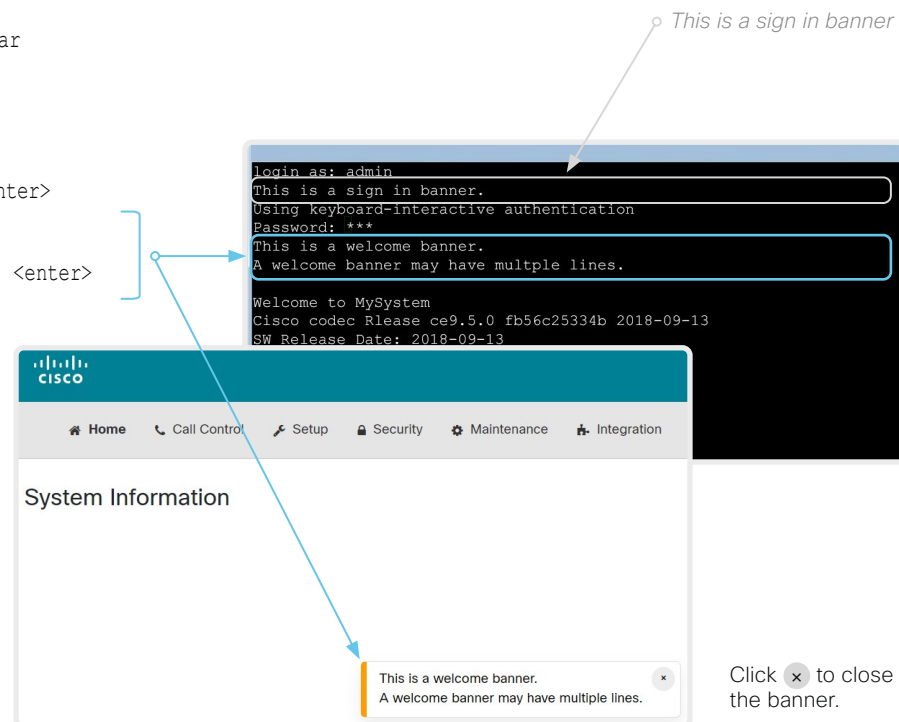 This is a sign in banner
ar
nter>
<enter>
login as: admin
This is a sign in banner.
Using keyboard-interactive authentication
Password: ***
This is a welcome banner.
A welcome banner may have multple lines.
Welcome to MySystem
Cisco codec Rlease ce9.5.0 fb56c25334b 2018-09-13
SW Release Date: 2018-09-13
CISCO
Home Call Control Setup Security Maintenance Integration
System Information
This is a welcome banner. ×
A welcome banner may have multiple lines.
Click × to close
the banner.